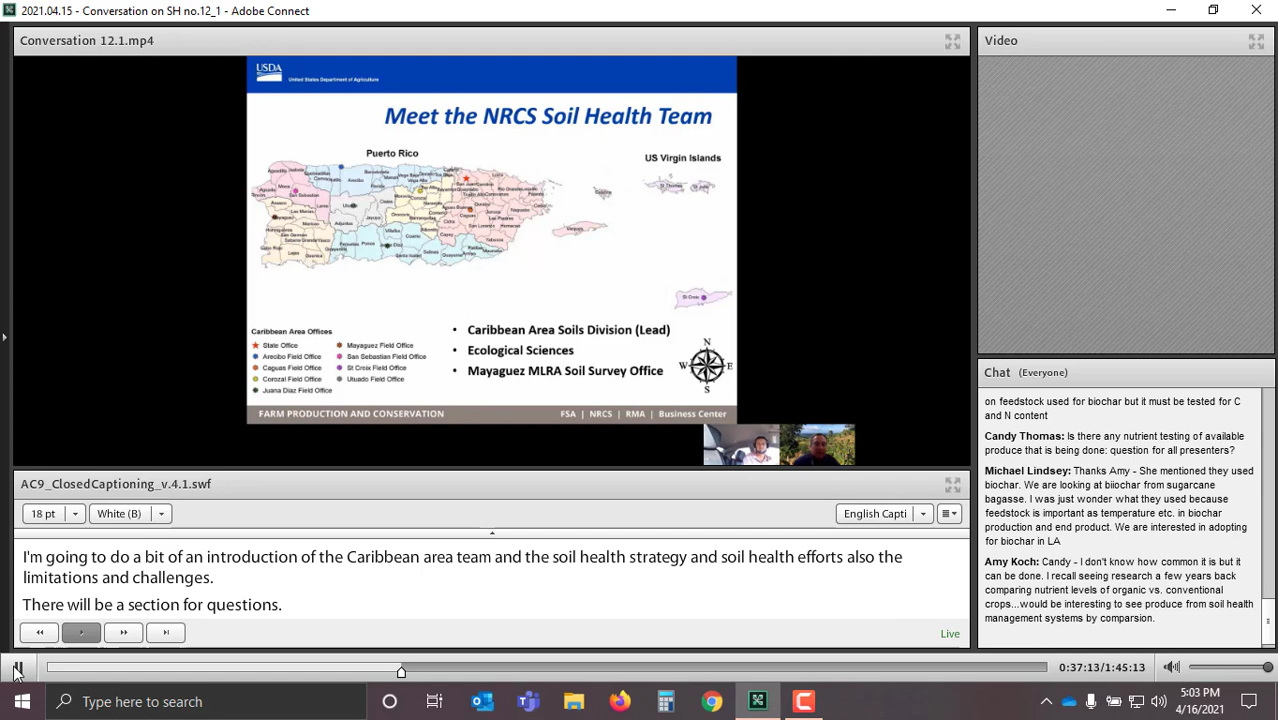 2021.04.15 - Conversation on SH no.12_1 - Adobe Connect
Conversation 12.1.mp4
USDA
United States Department of Agriculture
Meet the NRCS Soil Health Team
Puerto Rico
US Virgin Islands
St Thomas
St John
St Croix
Caribbean Area Offices
State Office
Arecibo Field Office
Caguas Field Office
Corozal Field Office
Juana Diaz Field Office
Mayaguez Field Office
San Sebastian Field Office
St Croix Field Office
Utuado Field Office
• Caribbean Area Soils Division (Lead)
• Ecological Sciences
• Mayaguez MLRA Soil Survey Office
N
W E
S
FARM PRODUCTION AND CONSERVATION
FSA | NRCS | RMA | Business Center
Video
Chat (Everyone)
on feedstock used for biochar but it must be tested for C
and N content
Candy Thomas: Is there any nutrient testing of available
produce that is being done: question for all presenters?
Michael Lindsey: Thanks Amy - She mentioned they used
biochar. We are looking at biiochar from sugarcane
bagasse. I was just wonder what they used because
feedstock is important as temperature etc. in biochar
production and end product. We are interested in adopting
for biochar in LA
Amy Koch: Candy - I don't know how common it is but it
can be done. I recall seeing research a few years back
comparing nutrient levels of organic vs. conventional
crops...would be interesting to see produce from soil health
management systems by comparsion.
AC9_ClosedCaptioning_v.4.1.swf
18 pt
White (B)
English Capti
I'm going to do a bit of an introduction of the Caribbean area team and the soil health strategy and soil health efforts also the
limitations and challenges.
There will be a section for questions.
Live
0:37:13/1:45:13
Type here to search
5:03 PM
4/16/2021